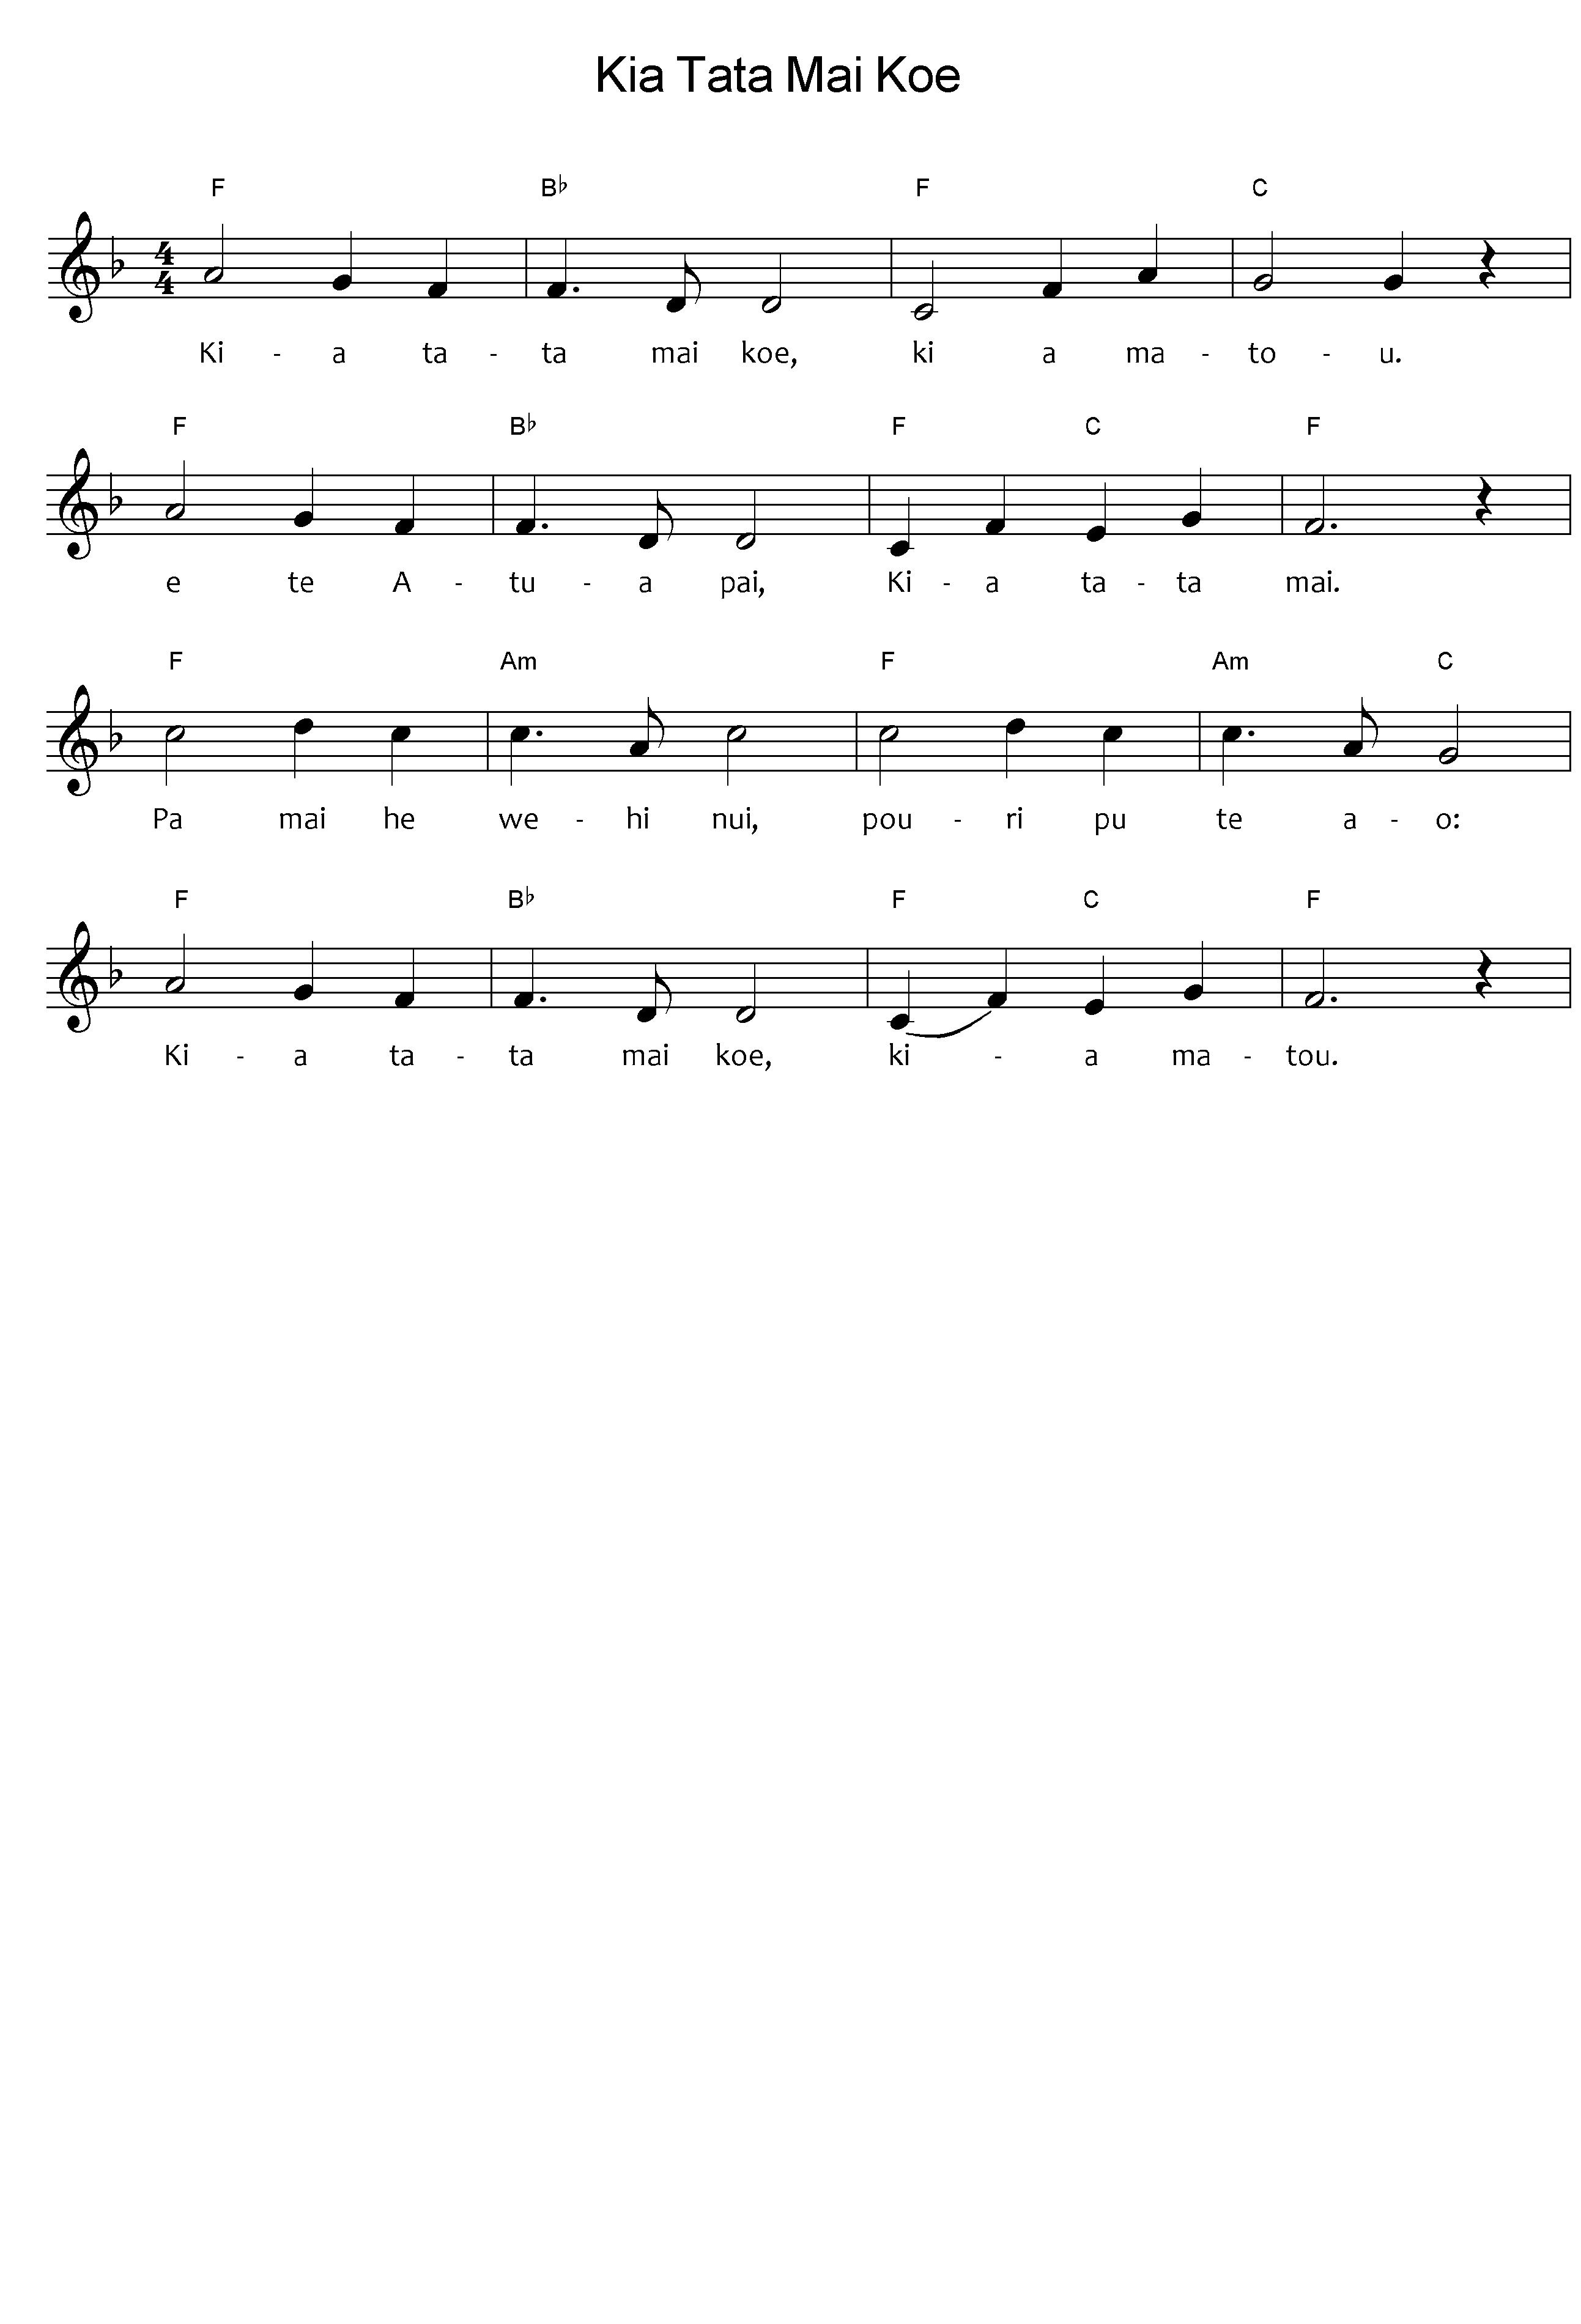 Kia Tata Mai Koe
F B♭ F C
4
4
Ki - a ta - ta mai koe, ki a ma - to - u.
F B♭ F C F
e te A - tu - a pai, Ki - a ta - ta mai.
F Am F Am C
Pa mai he we - hi nui, pou - ri pu te a - o:
F B♭ F C F
Ki - a ta - ta mai koe, ki - a ma - tou.